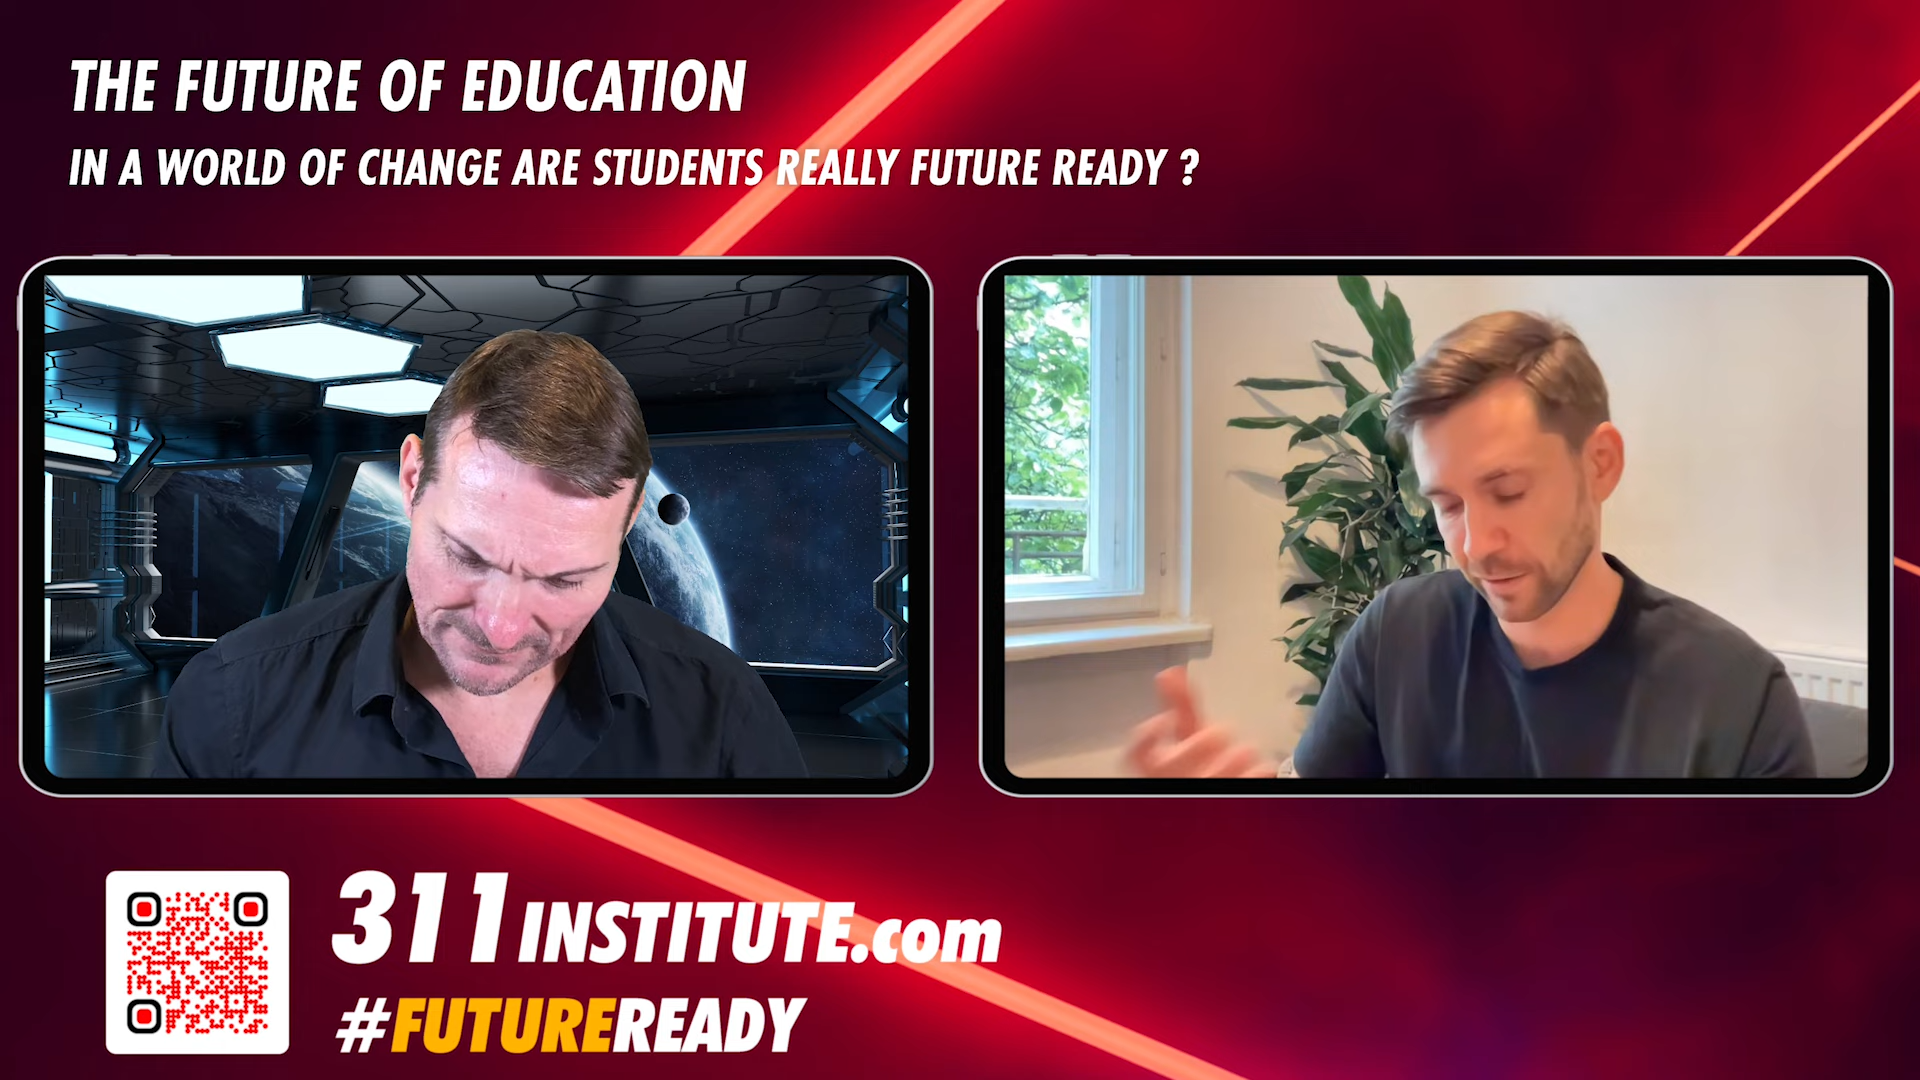 THE FUTURE OF EDUCATION
IN A WORLD OF CHANGE ARE STUDENTS REALLY FUTURE READY ?
311INSTITUTE.com
#FUTUREREADY